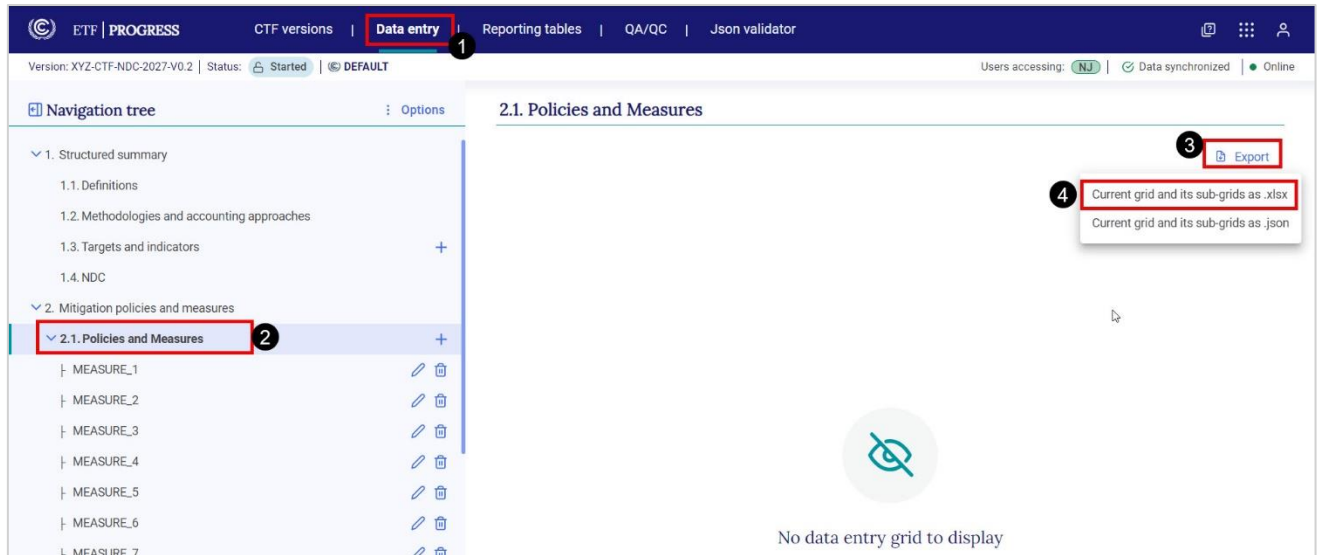 ETF | PROGRESS CTF versions | Data entry | Reporting tables | QA/QC | Json validator
1
Version: XYZ-CTF-NDC-2027-V0.2 | Status: Started | DEFAULT Users accessing: NJ | Data synchronized | Online
Navigation tree Options
2.1. Policies and Measures
3 Export
4 Current grid and its sub-grids as .xlsx
Current grid and its sub-grids as .json
1. Structured summary
1.1. Definitions
1.2. Methodologies and accounting approaches
1.3. Targets and indicators +
1.4. NDC
2. Mitigation policies and measures
2.1. Policies and Measures 2 +
MEASURE_1
MEASURE_2
MEASURE_3
MEASURE_4
MEASURE_5
MEASURE_6
MEASURE_7
No data entry grid to display